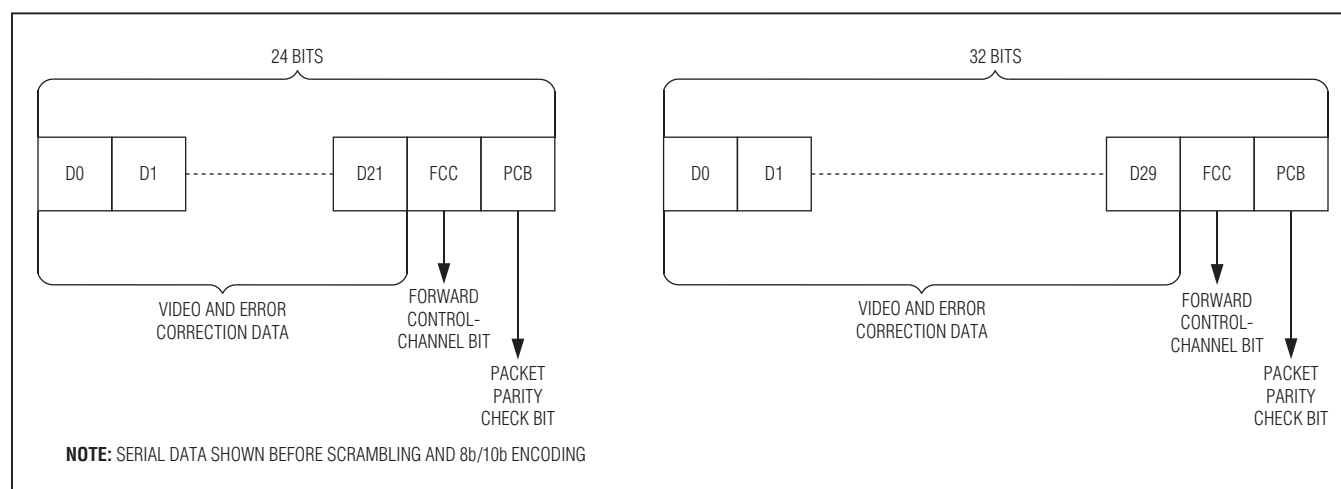 24 BITS
D0
D1
D21
FCC
PCB
VIDEO AND ERROR
CORRECTION DATA
FORWARD
CONTROL-
CHANNEL BIT
PACKET
PARITY
CHECK BIT
32 BITS
D0
D1
D29
FCC
PCB
VIDEO AND ERROR
CORRECTION DATA
FORWARD
CONTROL-
CHANNEL BIT
PACKET
PARITY
CHECK BIT
NOTE: SERIAL DATA SHOWN BEFORE SCRAMBLING AND 8b/10b ENCODING